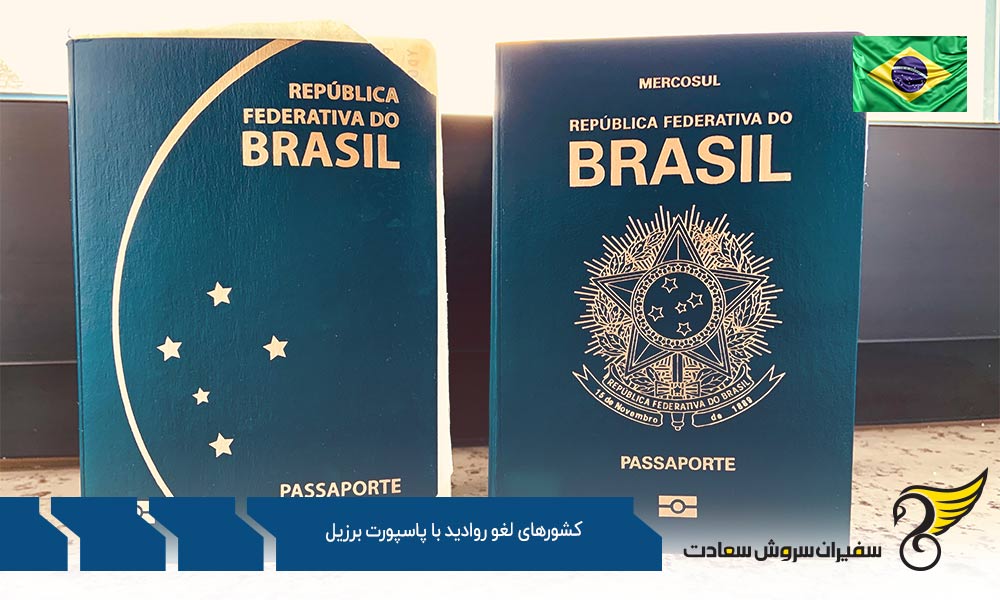 REPÚBLICA
FEDERATIVA DO
BRASIL
PASSAPORTE
MERCOSUL
REPÚBLICA FEDERATIVA DO
BRASIL
REPÚBLICA FEDERATIVA DO BRASIL
15 de Novembro de 1889
PASSAPORTE
کشورهای لغو روادید با پاسپورت برزیل
سفیران سروش سعادت